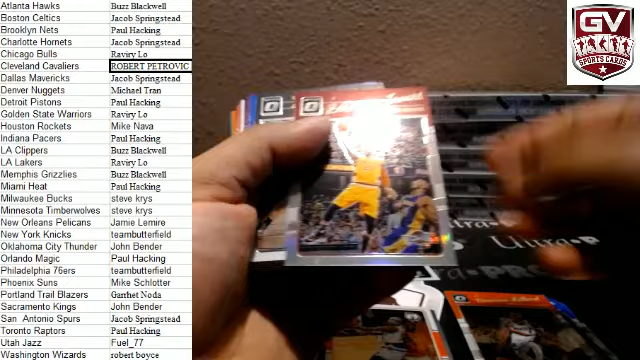 Atlanta Hawks Buzz Blackwell
Boston Celtics Jacob Springstead
Brooklyn Nets Paul Hacking
Charlotte Hornets Jacob Springstead
Chicago Bulls Raviry Lo
Cleveland Cavaliers ROBERT PETROVIC
Dallas Mavericks Jacob Springstead
Denver Nuggets Michael Tran
Detroit Pistons Paul Hacking
Golden State Warriors Raviry Lo
Houston Rockets Mike Nava
Indiana Pacers Paul Hacking
LA Clippers Buzz Blackwell
LA Lakers Raviry Lo
Memphis Grizzlies Buzz Blackwell
Miami Heat Paul Hacking
Milwaukee Bucks steve krys
Minnesota Timberwolves steve krys
New Orleans Pelicans Jamie Lemire
New York Knicks teambutterfield
Oklahoma City Thunder John Bender
Orlando Magic Paul Hacking
Philadelphia 76ers teambutterfield
Phoenix Suns Mike Schlotter
Portland Trail Blazers Garrhet Noda
Sacramento Kings John Bender
San Antonio Spurs Jacob Springstead
Toronto Raptors Paul Hacking
Utah Jazz Fuel_77
Washington Wizards robert boyce
GV
SPORTS CARDS
Ultra